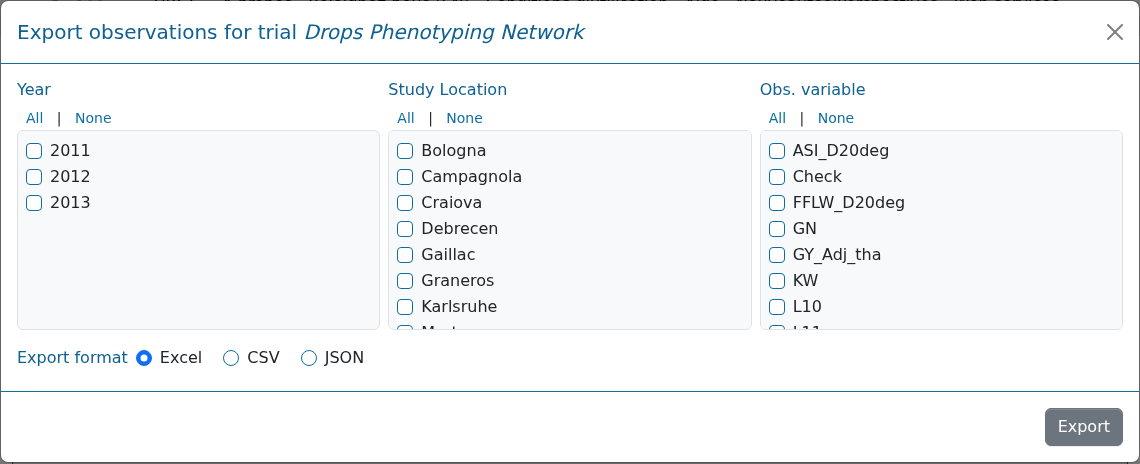 Export observations for trial Drops Phenotyping Network
Year
All | None
2011
2012
2013
Study Location
All | None
Bologna
Campagnola
Craiova
Debrecen
Gaillac
Graneros
Karlsruhe
Obs. variable
All | None
ASI_D20deg
Check
FFLW_D20deg
GN
GY_Adj_tha
KW
L10
L11
Export format Excel CSV JSON
Export